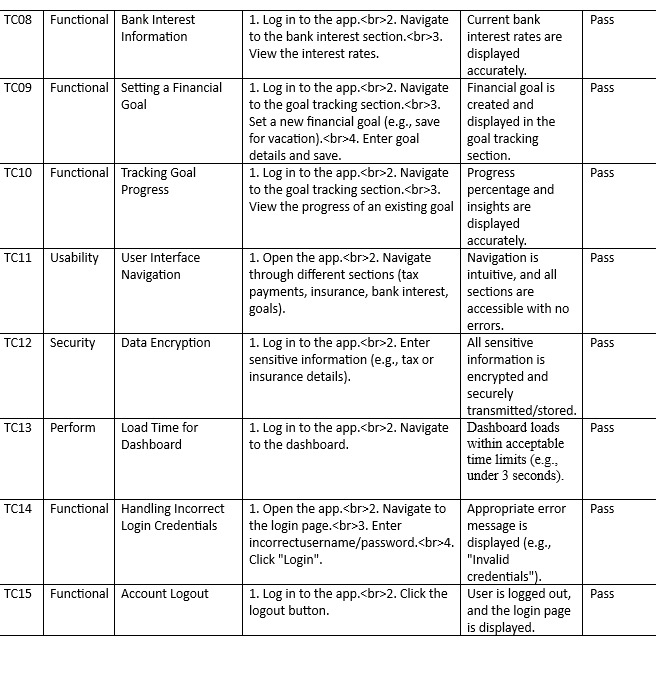 TC08 Functional Bank Interest 1. Log in to the app.<br>2. Navigate Current bank Pass
Information to the bank interest section.<br>3. interest rates are
View the interest rates. displayed
accurately.
TC09 Functional Setting a Financial 1. Log in to the app.<br>2. Navigate Financial goal is Pass
Goal to the goal tracking section.<br>3. created and
Set a new financial goal (e.g., save displayed in the
for vacation).<br>4. Enter goal goal tracking
details and save. section.
TC10 Functional Tracking Goal 1. Log in to the app.<br>2. Navigate Progress Pass
Progress to the goal tracking section.<br>3. percentage and
View the progress of an existing goal insights are
displayed
accurately.
TC11 Usability User Interface 1. Open the app.<br>2. Navigate Navigation is Pass
Navigation through different sections (tax intuitive, and all
payments, insurance, bank interest, sections are
goals). accessible with no
errors.
TC12 Security Data Encryption 1. Log in to the app.<br>2. Enter All sensitive Pass
sensitive information (e.g., tax or information is
insurance details). encrypted and
securely
transmitted/stored.
TC13 Perform Load Time for 1. Log in to the app.<br>2. Navigate Dashboard loads Pass
Dashboard to the dashboard. within acceptable
time limits (e.g.,
under 3 seconds).
TC14 Functional Handling Incorrect 1. Open the app.<br>2. Navigate to Appropriate error Pass
Login Credentials the login page.<br>3. Enter message is
incorrectusername/password.<br>4. displayed (e.g.,
Click "Login". "Invalid
credentials").
TC15 Functional Account Logout 1. Log in to the app.<br>2. Click the User is logged out, Pass
logout button. and the login page
is displayed.